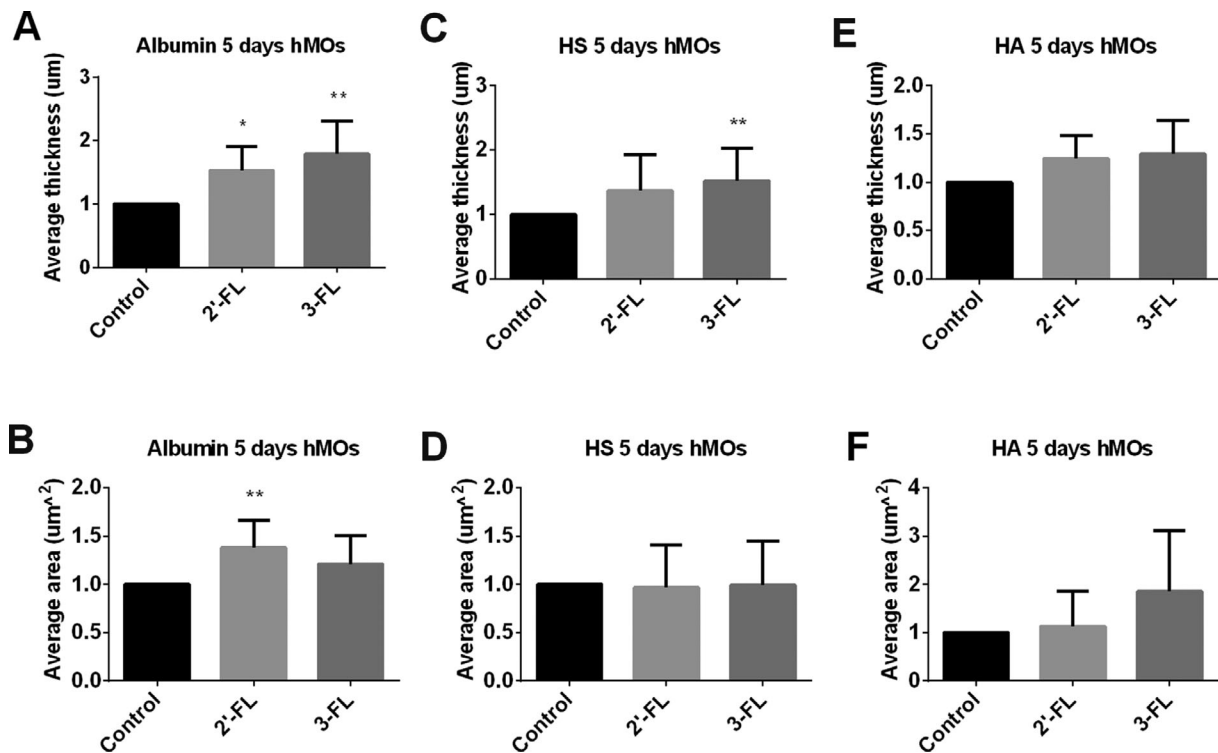 A
Albumin 5 days hMOs
Average thickness (um)
3
2
1
0
*
**
Control
2'-FL
3-FL
C
HS 5 days hMOs
Average thickness (um)
3
2
1
0
**
Control
2'-FL
3-FL
E
HA 5 days hMOs
Average thickness (um)
2.0
1.5
1.0
0.5
0.0
Control
2'-FL
3-FL
B
Albumin 5 days hMOs
Average area (um^2)
2.0
1.5
1.0
0.5
0.0
**
Control
2'-FL
3-FL
D
HS 5 days hMOs
Average area (um^2)
2.0
1.5
1.0
0.5
0.0
Control
2'-FL
3-FL
F
HA 5 days hMOs
Average area (um^2)
4
3
2
1
0
Control
2'-FL
3-FL